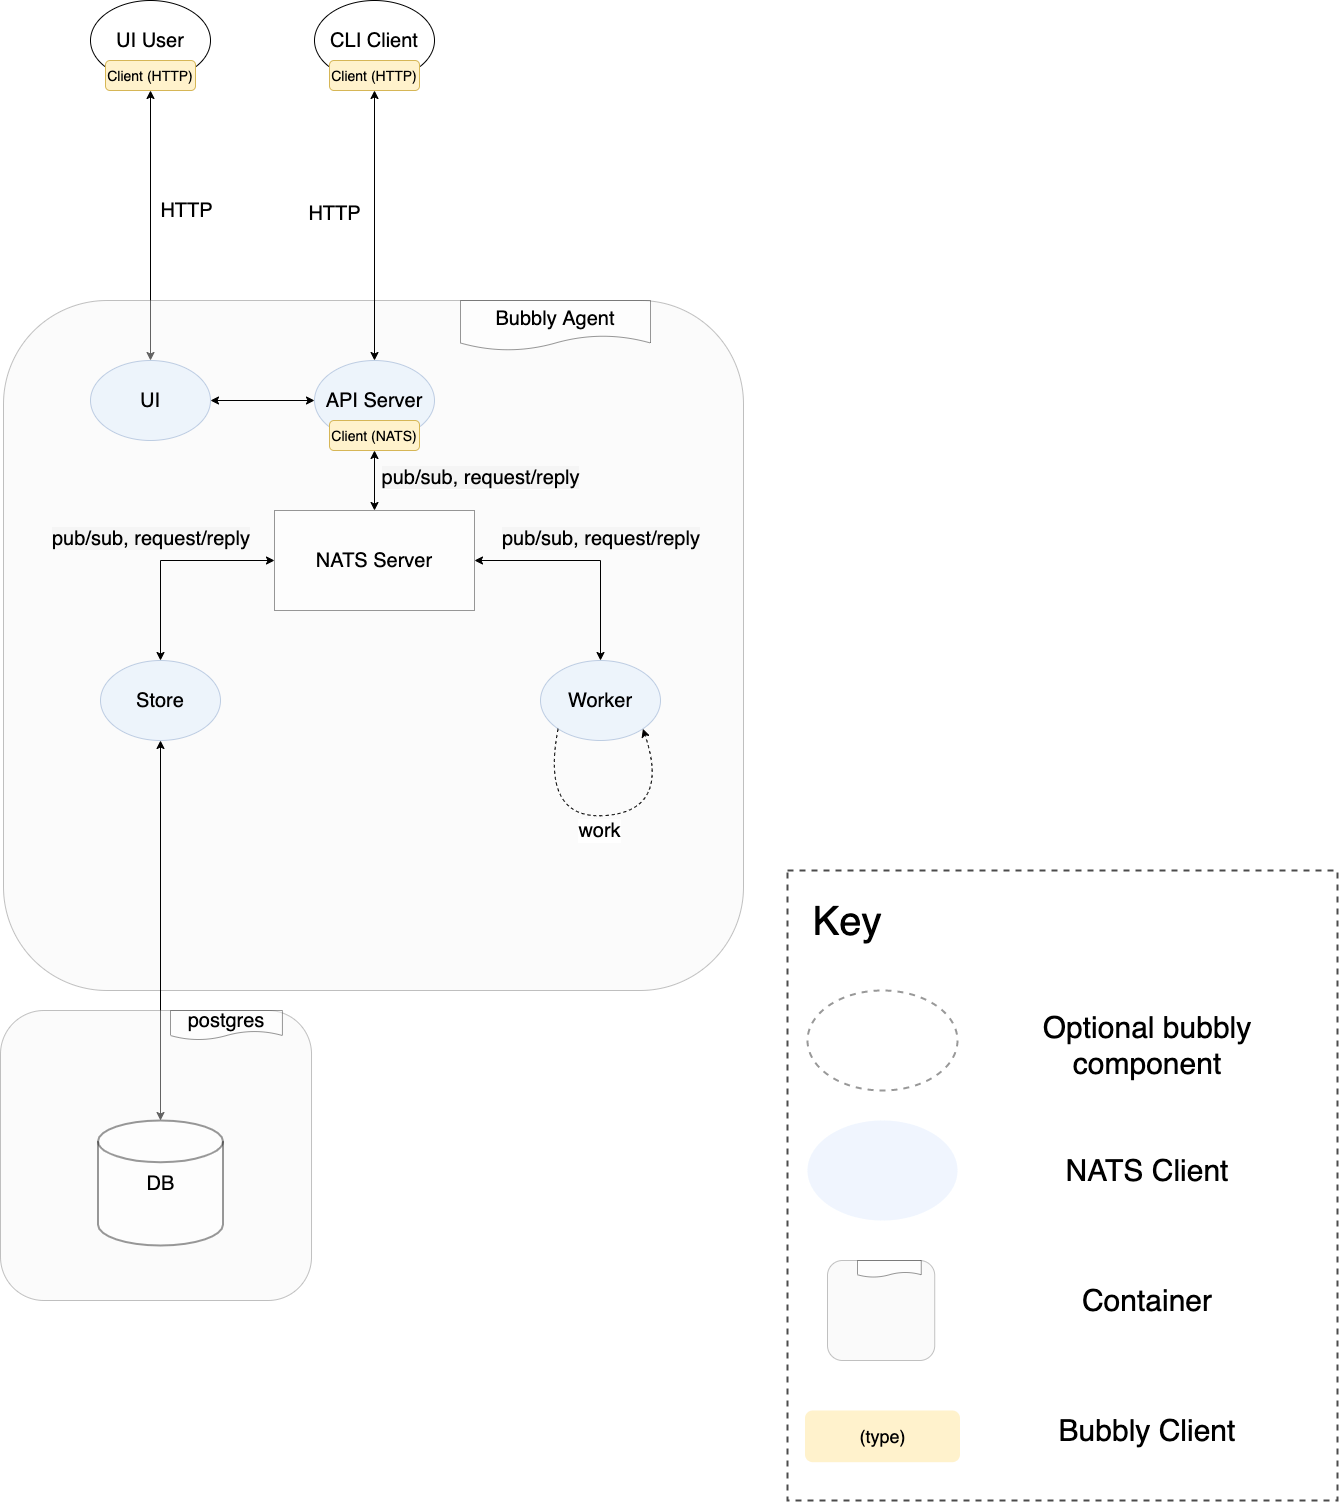 UI User
CLI Client
Client (HTTP)
Client (HTTP)
HTTP
HTTP
Bubbly Agent
UI
API Server
Client (NATS)
pub/sub, request/reply
pub/sub, request/reply
pub/sub, request/reply
NATS Server
Store
Worker
work
postgres
DB
Key
Optional bubbly
component
NATS Client
Container
(type)
Bubbly Client